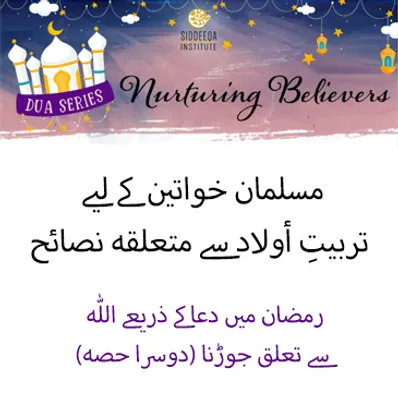 SIDDEEQA
INSTITUTE
DUA SERIES
Nurturing Believers
مسلمان خواتین کے لیے
تربیتِ أولاد سے متعلقہ نصائح
رمضان میں دعا کے ذریعے اللہ
سے تعلق جوڑنا (دوسرا حصہ)